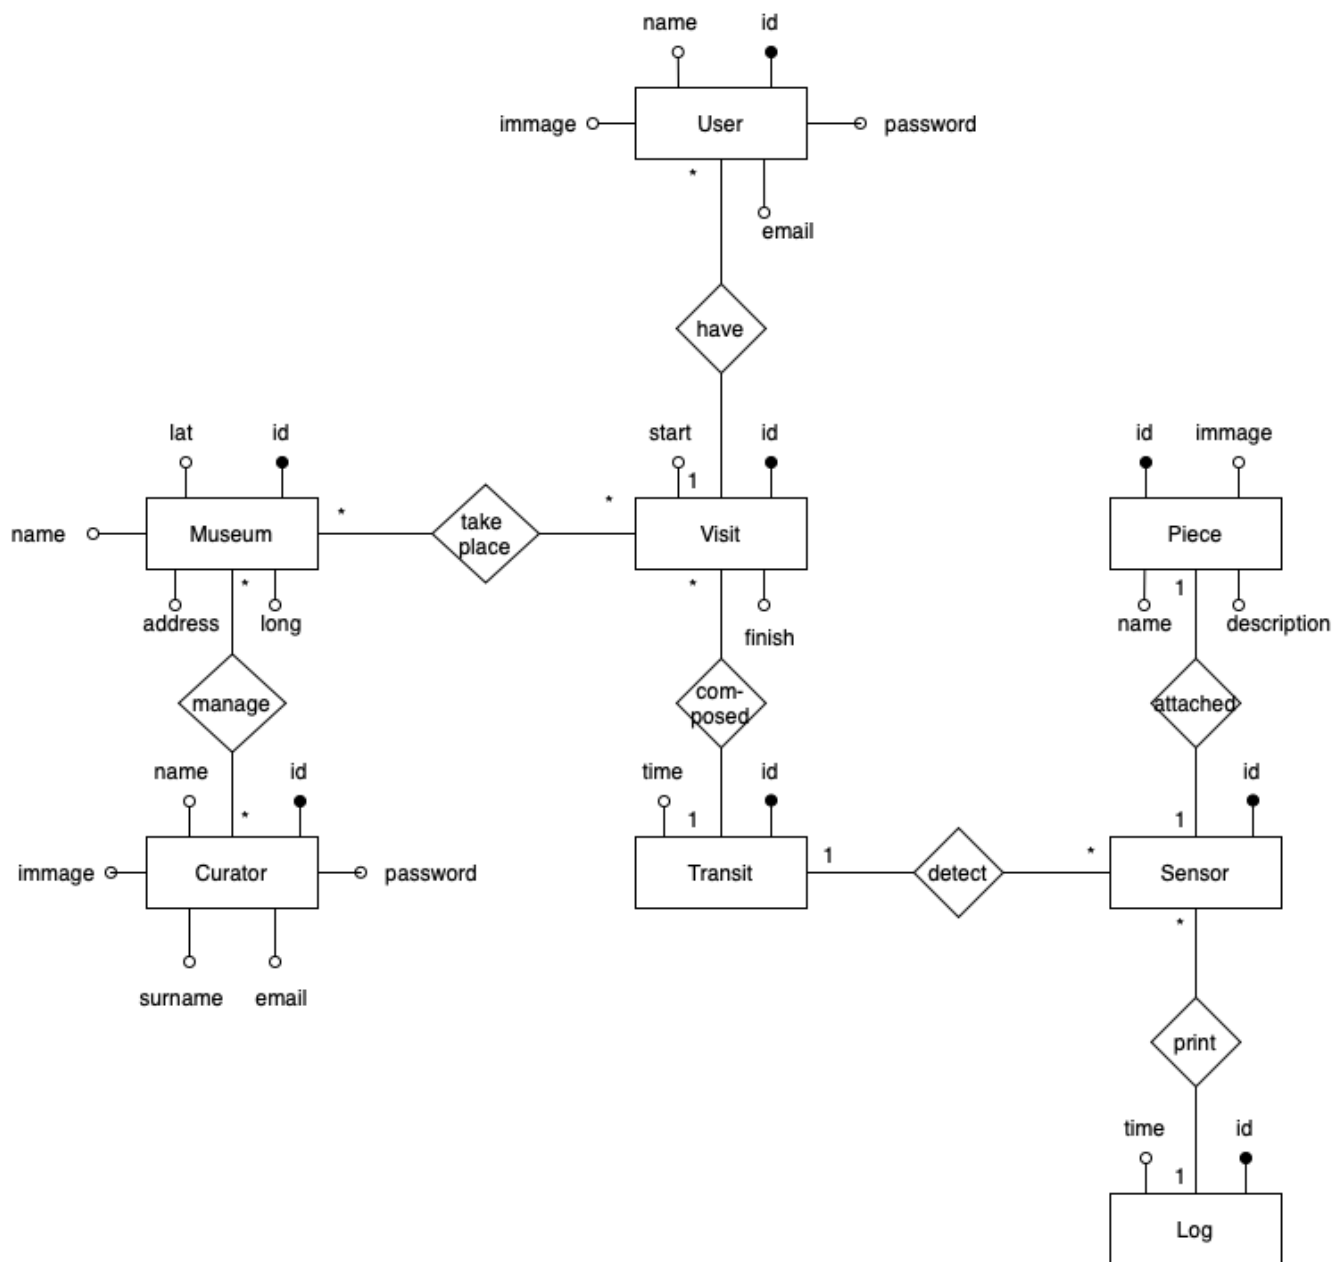 name id
immage User password
*
email
have
lat id start id id immage
1
name Museum * take
place * Visit Piece
* * 1
address long finish name description
manage com-
posed attached
name id time id id
* 1 1
immage Curator password Transit 1 detect * Sensor
*
surname email
print
time id
1
Log